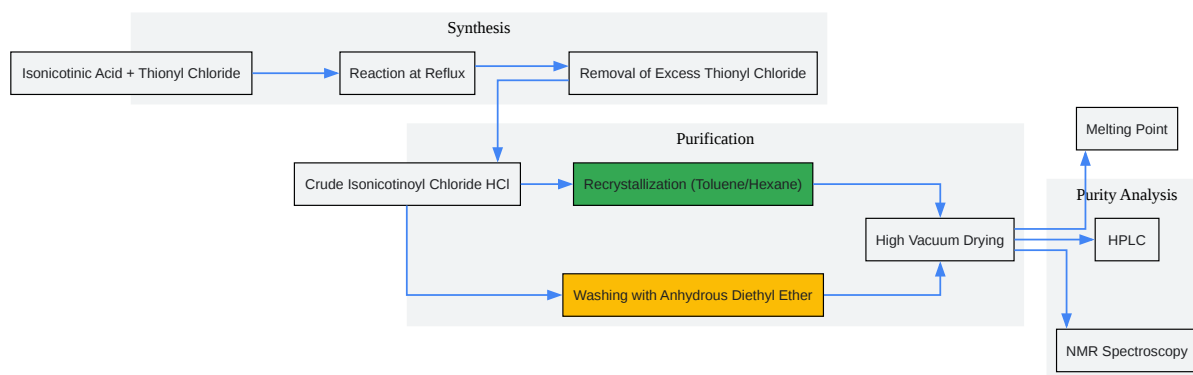 Synthesis
Isonicotinic Acid + Thionyl Chloride
Reaction at Reflux
Removal of Excess Thionyl Chloride
Purification
Crude Isonicotinoyl Chloride HCl
Recrystallization (Toluene/Hexane)
High Vacuum Drying
Washing with Anhydrous Diethyl Ether
Melting Point
Purity Analysis
HPLC
NMR Spectroscopy